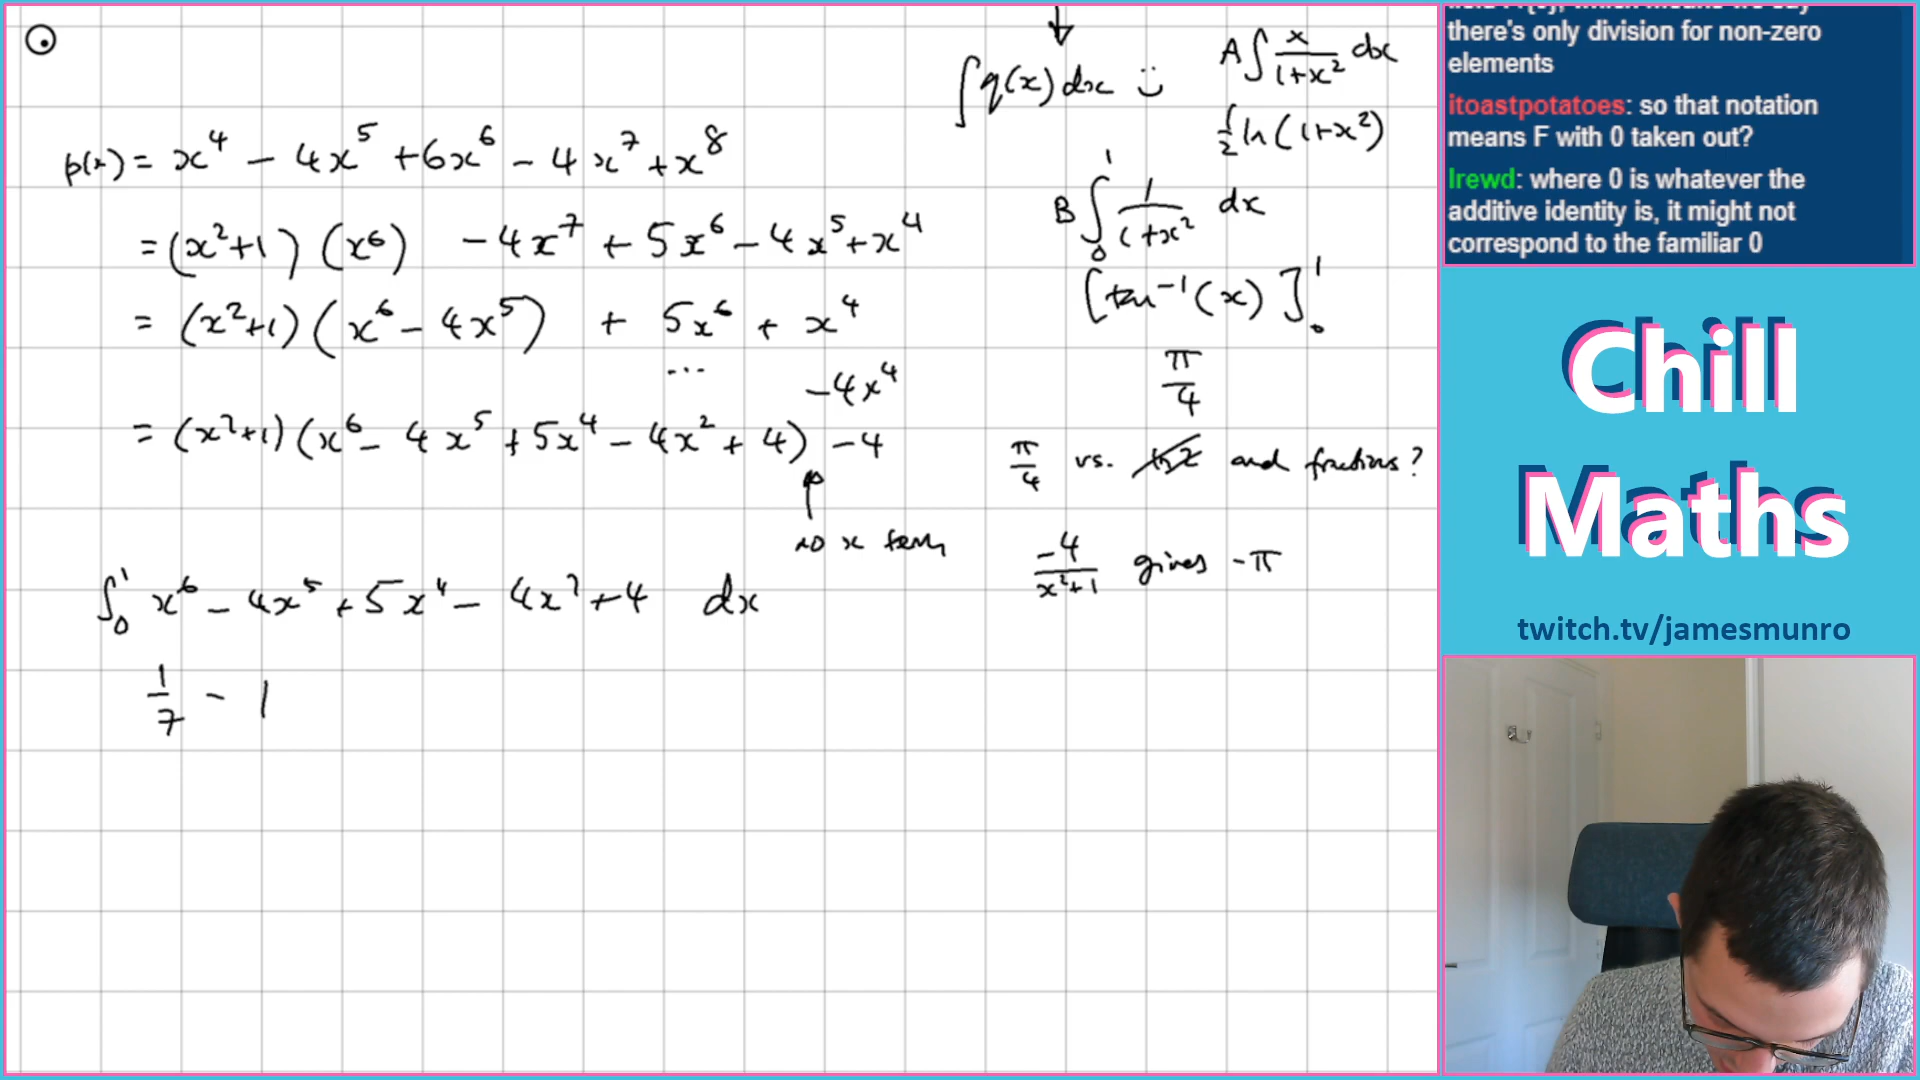 p(x) = x⁴ - 4x⁵ + 6x⁶ - 4x⁷ + x⁸
= (x²+1) (x⁶) - 4x⁷ + 5x⁶ - 4x⁵ + x⁴
= (x²+1) (x⁶ - 4x⁵) + 5x⁶ + x⁴
...
-4x⁴
= (x²+1) (x⁶ - 4x⁵ + 5x⁴ - 4x² + 4) - 4
no x term
∫₀¹ x⁶ - 4x⁵ + 5x⁴ - 4x² + 4 dx
1/7 - 1
∫ q(x) dx :)
A∫ x/(1+x²) dx
1/2 ln(1+x²)
B ∫₀¹ 1/(1+x²) dx
[tan⁻¹(x)]₀¹
π/4
π/4 vs. ln 2 and fractions?
-4/(x²+1) gives -π
there's only division for non-zero
elements
itoastpotatoes: so that notation
means F with 0 taken out?
lrewd: where 0 is whatever the
additive identity is, it might not
correspond to the familiar 0
Chill
Maths
twitch.tv/jamesmunro